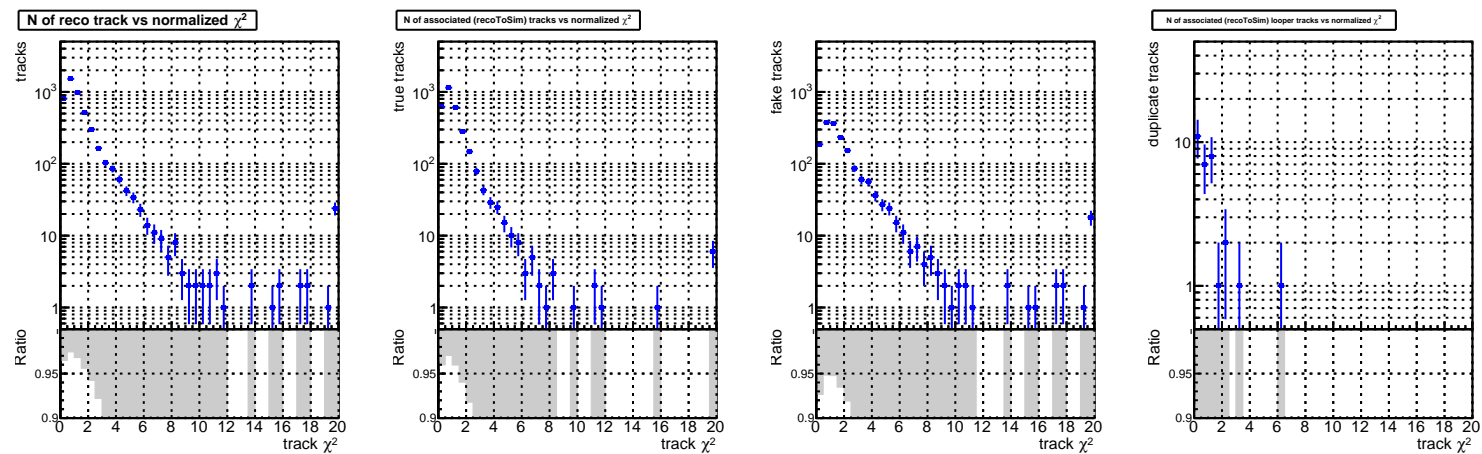 N of reco track vs normalized χ²
tracks
10³
10²
10
1
Ratio
0.95
0.9
0 2 4 6 8 10 12 14 16 18 20
track χ²
N of associated (recoToSim) tracks vs normalized χ²
true tracks
10³
10²
10
1
Ratio
0.95
0.9
0 2 4 6 8 10 12 14 16 18 20
track χ²
fake tracks
10³
10²
10
1
Ratio
0.95
0.9
0 2 4 6 8 10 12 14 16 18 20
track χ²
N of associated (recoToSim) looper tracks vs normalized χ²
duplicate tracks
10
1
Ratio
0.95
0.9
0 2 4 6 8 10 12 14 16 18 20
track χ²